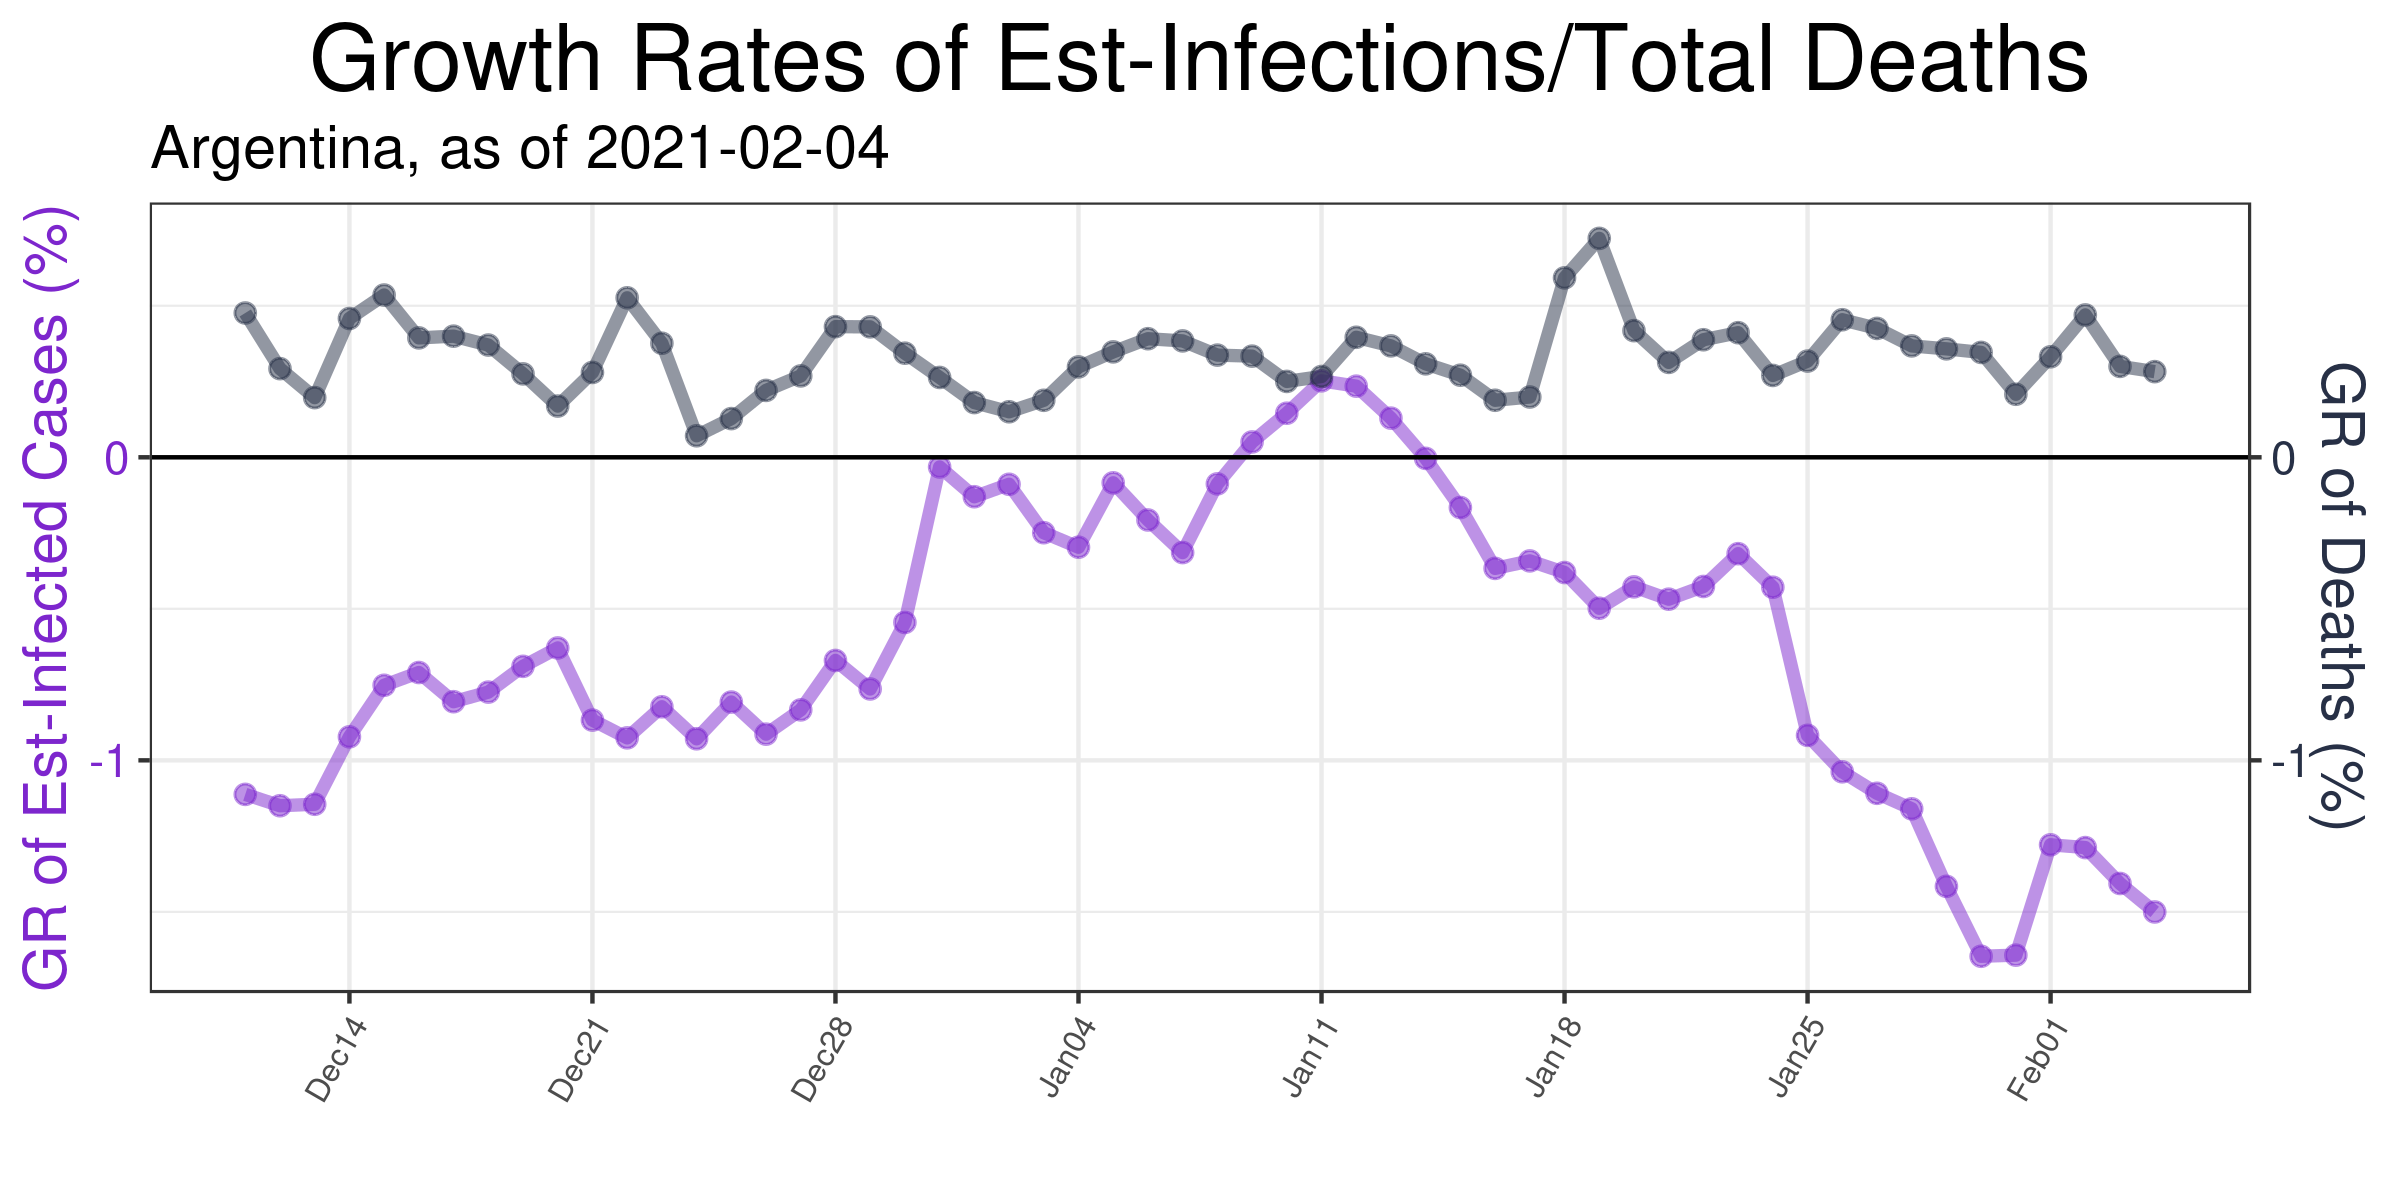 Growth Rates of Est-Infections/Total Deaths
Argentina, as of 2021-02-04
GR of Est-Infected Cases (%)
0
-1
0
-1
GR of Deaths (%)
Dec14
Dec21
Dec28
Jan04
Jan11
Jan18
Jan25
Feb01